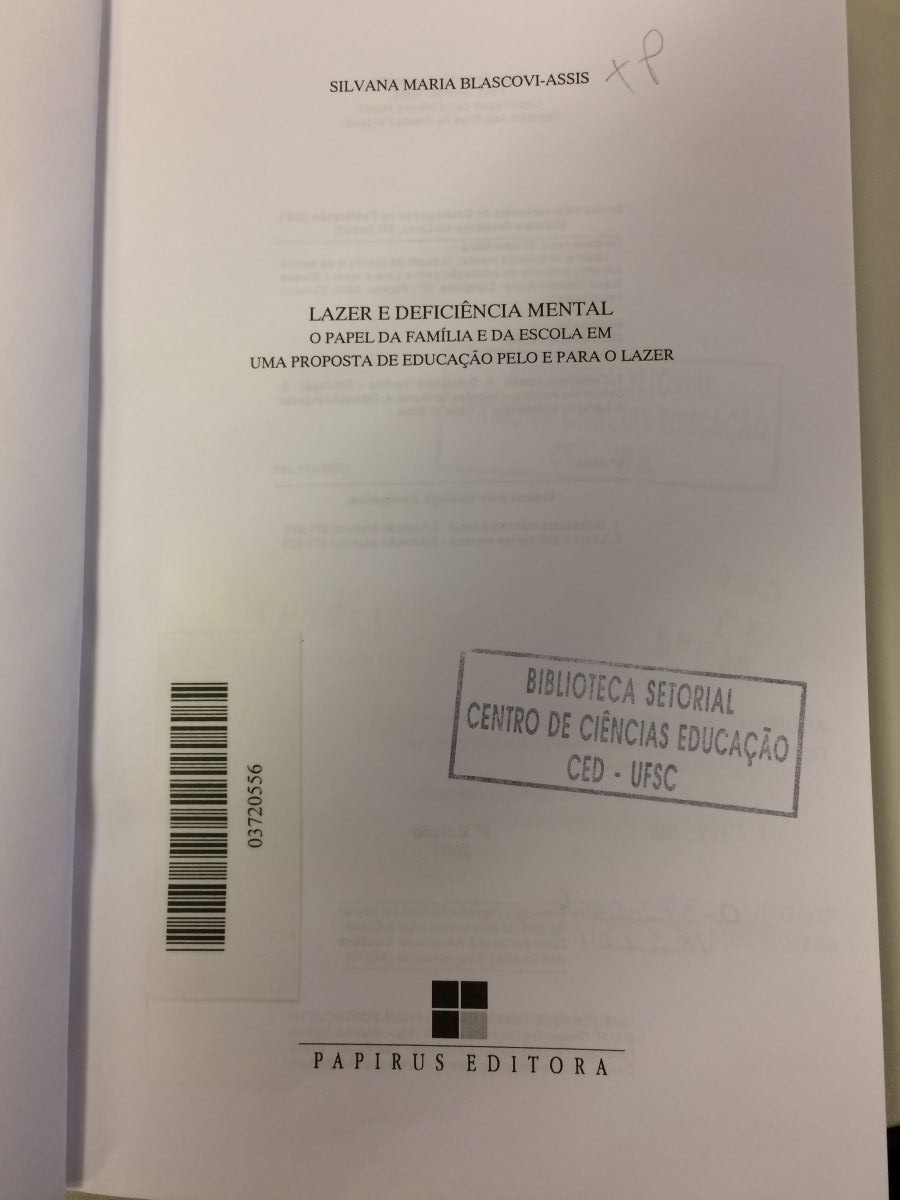 SILVANA MARIA BLASCOVI-ASSIS
LAZER E DEFICIÊNCIA MENTAL
O PAPEL DA FAMÍLIA E DA ESCOLA EM
UMA PROPOSTA DE EDUCAÇÃO PELO E PARA O LAZER
BIBLIOTECA SETORIAL
CENTRO DE CIÊNCIAS EDUCAÇÃO
CED - UFSC
03720556
PAPIRUS EDITORA